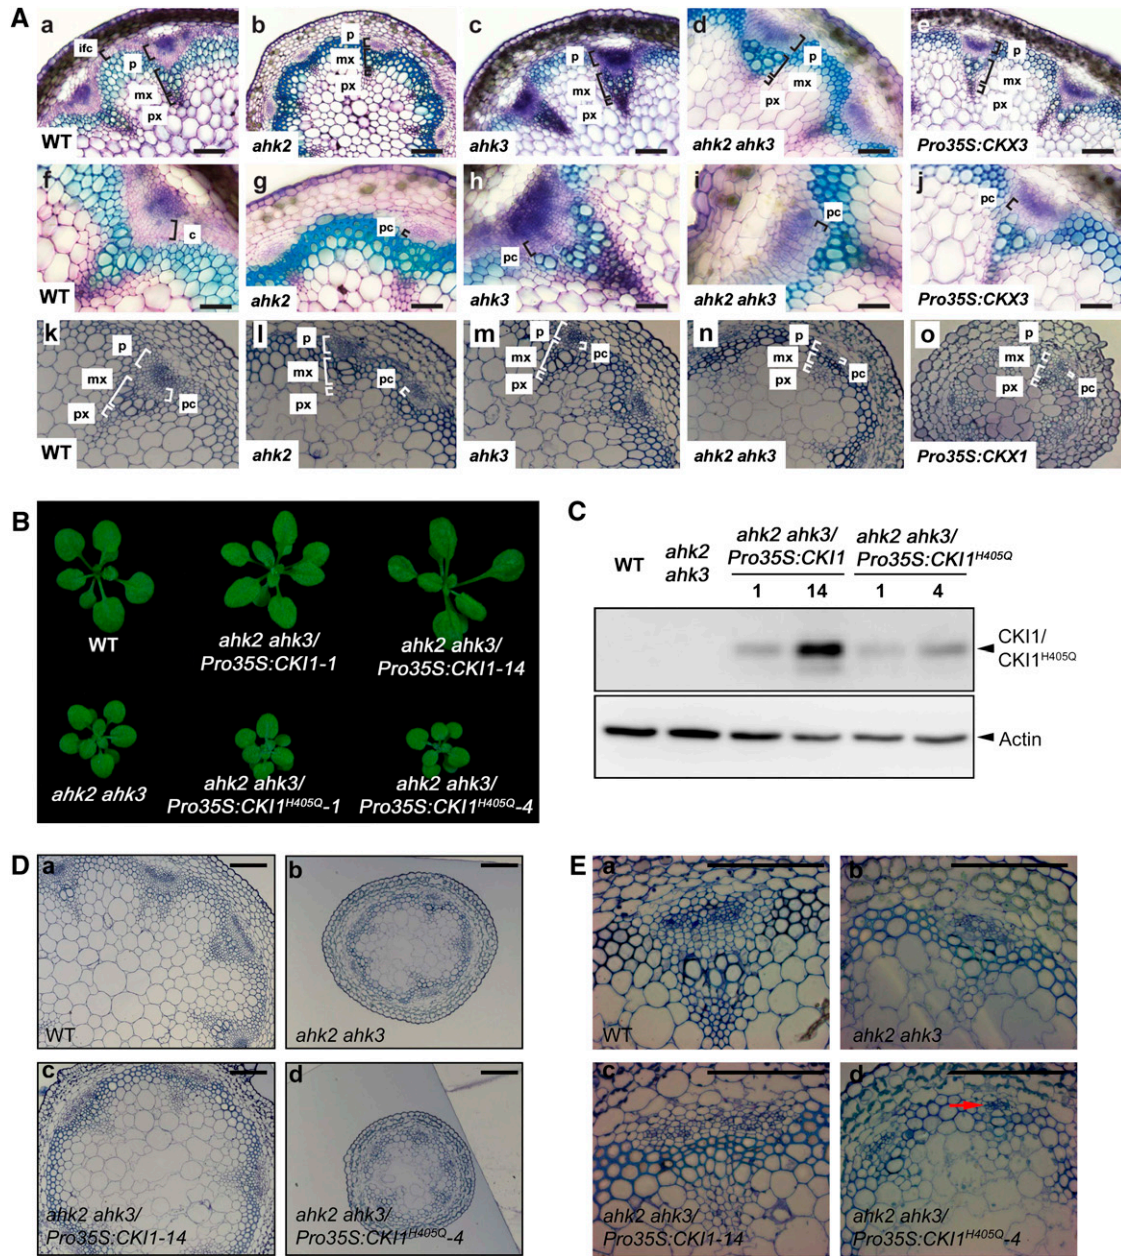 A
a
b
c
d
e
ifc
p
mx
px
WT
p
mx
px
ahk2
p
mx
px
ahk3
p
mx
px
ahk2 ahk3
p
mx
px
Pro35S:CKX3
f
g
h
i
j
c
WT
pc
ahk2
pc
ahk3
pc
ahk2 ahk3
pc
Pro35S:CKX3
k
l
m
n
o
p
mx
px
pc
WT
p
mx
px
pc
ahk2
p
mx
px
pc
ahk3
p
mx
px
pc
ahk2 ahk3
p
mx
px
pc
Pro35S:CKX1
B
WT
ahk2 ahk3/
Pro35S:CKI1-1
ahk2 ahk3/
Pro35S:CKI1-14
ahk2 ahk3
ahk2 ahk3/
Pro35S:CKI1H405Q-1
ahk2 ahk3/
Pro35S:CKI1H405Q-4
C
WT
ahk2
ahk3
ahk2 ahk3/
Pro35S:CKI1
ahk2 ahk3/
Pro35S:CKI1H405Q
1 14 1 4
CKI1/
CKI1H405Q
Actin
D
a
WT
b
ahk2 ahk3
c
ahk2 ahk3/
Pro35S:CKI1-14
d
ahk2 ahk3/
Pro35S:CKI1H405Q-4
E
a
WT
b
ahk2 ahk3
c
ahk2 ahk3/
Pro35S:CKI1-14
d
ahk2 ahk3/
Pro35S:CKI1H405Q-4